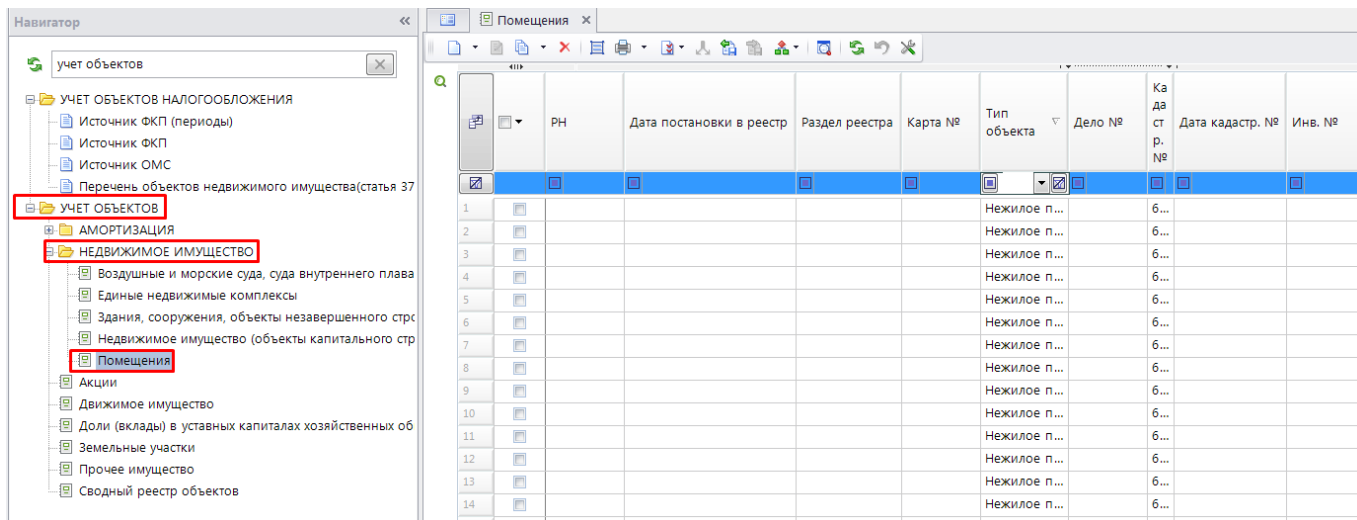 Навигатор
«
Помещения ×
учет объектов
УЧЕТ ОБЪЕКТОВ НАЛОГООБЛОЖЕНИЯ
Источник ФКП (периоды)
Источник ФКП
Источник ОМС
Перечень объектов недвижимого имущества(статья 37
УЧЕТ ОБЪЕКТОВ
АМОРТИЗАЦИЯ
НЕДВИЖИМОЕ ИМУЩЕСТВО
Воздушные и морские суда, суда внутреннего плава
Единые недвижимые комплексы
Здания, сооружения, объекты незавершенного стро
Недвижимое имущество (объекты капитального стр
Помещения
Акции
Движимое имущество
Доли (вклады) в уставных капиталах хозяйственных об
Земельные участки
Прочее имущество
Сводный реестр объектов
РН
Дата постановки в реестр
Раздел реестра
Карта №
Тип
объекта
Дело №
Ка
да
ст
р.
№
Дата кадастр. №
Инв. №
1 Нежилое п... 6...
2 Нежилое п... 6...
3 Нежилое п... 6...
4 Нежилое п... 6...
5 Нежилое п... 6...
6 Нежилое п... 6...
7 Нежилое п... 6...
8 Нежилое п... 6...
9 Нежилое п... 6...
10 Нежилое п... 6...
11 Нежилое п... 6...
12 Нежилое п... 6...
13 Нежилое п... 6...
14 Нежилое п... 6...